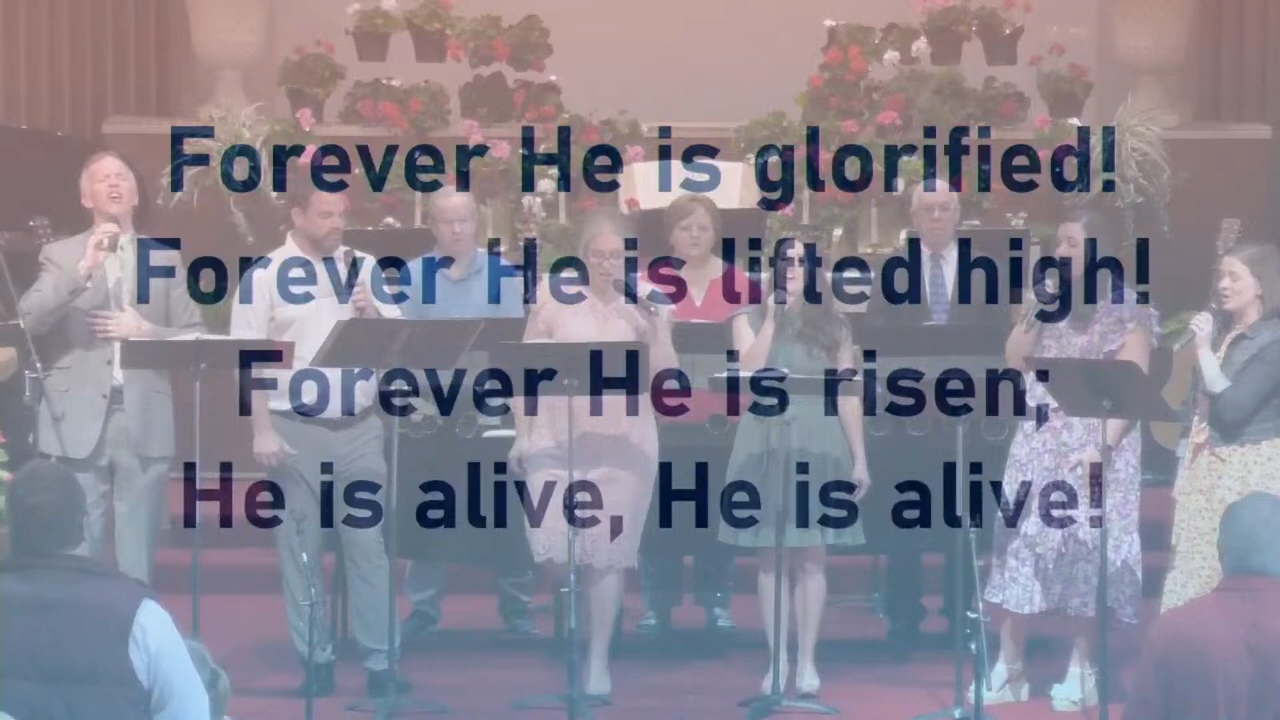 Forever He is glorified!
Forever He is lifted high!
Forever He is risen;
He is alive, He is alive!